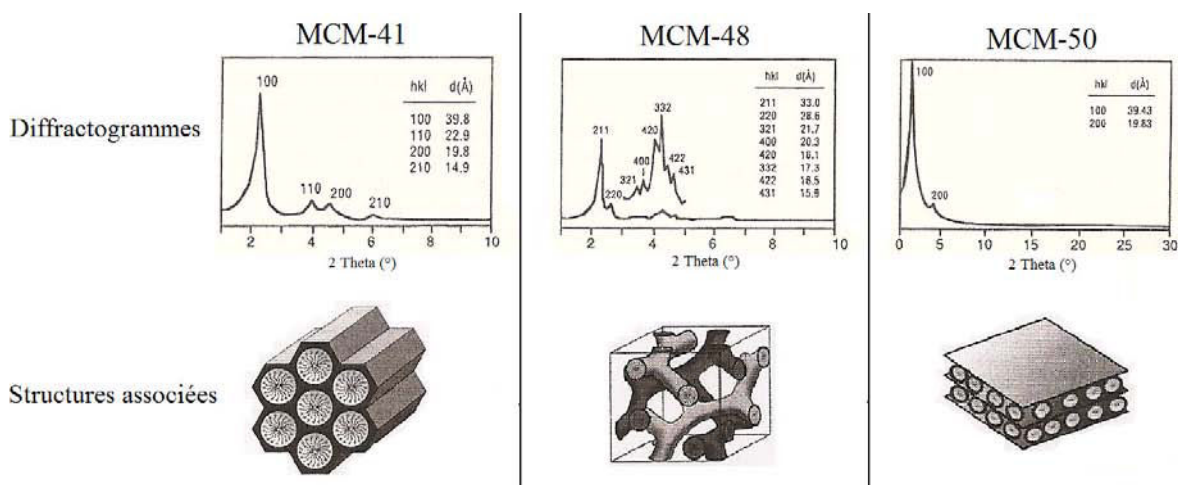 MCM-41
MCM-48
MCM-50
Diffractogrammes
100
110
200
210
hkl d(Å)
100 39.8
110 22.9
200 19.8
210 14.9
2 4 6 8 10
2 Theta (°)
211
220
321
400
420
332
422
431
hkl d(Å)
211 33.0
220 28.6
321 21.7
400 20.3
420 18.1
332 17.3
422 16.5
431 15.9
2 4 6 8 10
2 Theta (°)
100
200
hkl d(Å)
100 39.43
200 19.83
0 5 10 15 20 25 30
2 Theta (°)
Structures associées